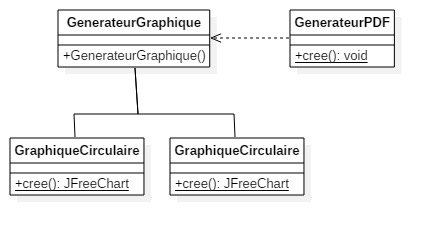 GenerateurGraphique
GenerateurPDF
+GenerateurGraphique()
+cree(): void
GraphiqueCirculaire
GraphiqueCirculaire
+cree(): JFreeChart
+cree(): JFreeChart